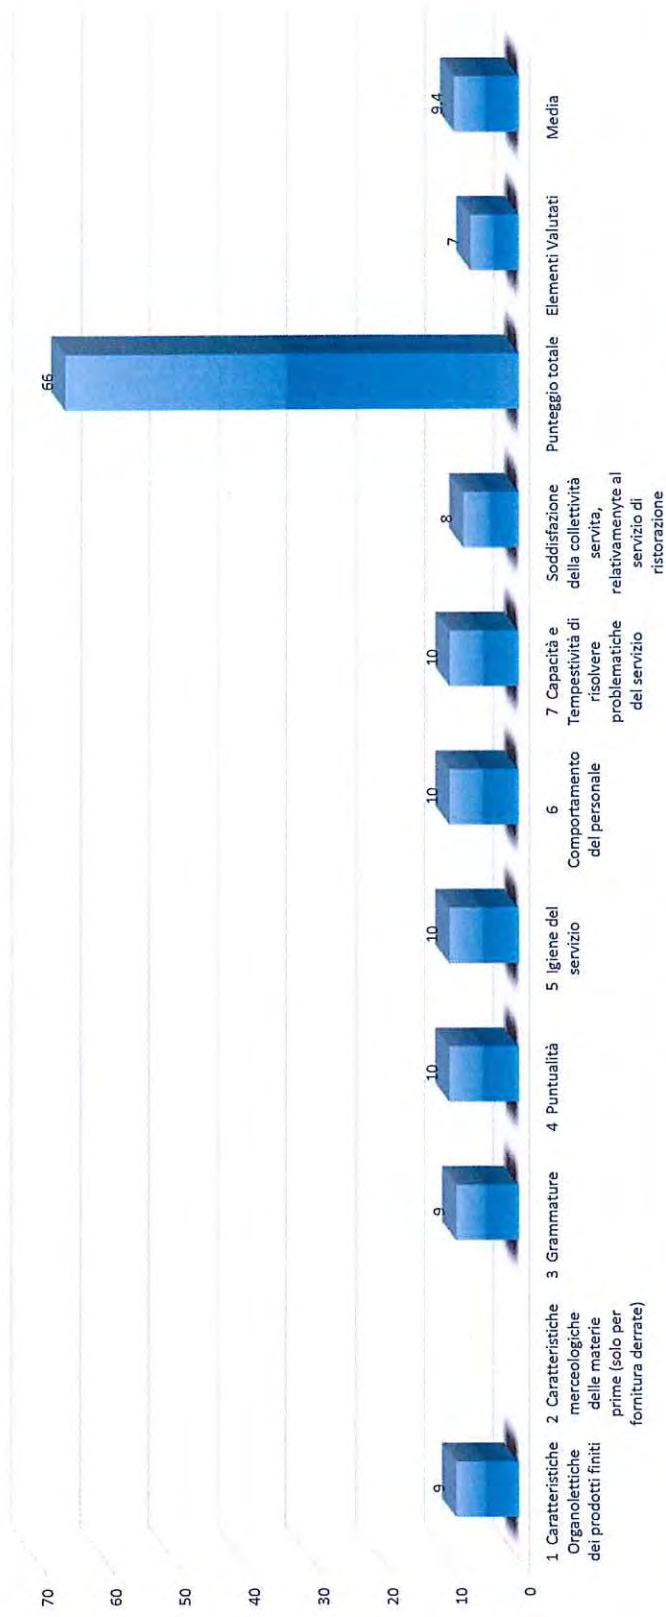 70
60
50
40
30
20
10
0
9
9
10
10
10
10
8
66
7
9,4
1 Caratteristiche
Organolettiche
dei prodotti finiti
2 Caratteristiche
merceologiche
delle materie
prime (solo per
fornitura derrate)
3 Grammature
4 Puntualità
5 Igiene del
servizio
6
Comportamento
del personale
7 Capacità e
Tempestività di
risolvere
problematiche
del servizio
Soddisfazione
della collettività
servita,
relativamenyte al
servizio di
ristorazione
Punteggio totale
Elementi Valutati
Media